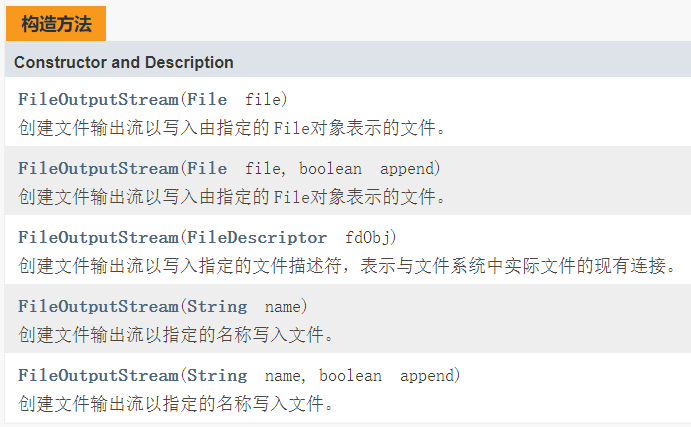 构造方法
Constructor and Description
FileOutputStream(File file)
创建文件输出流以写入由指定的 File对象表示的文件。
FileOutputStream(File file, boolean append)
创建文件输出流以写入由指定的 File对象表示的文件。
FileOutputStream(FileDescriptor fdObj)
创建文件输出流以写入指定的文件描述符，表示与文件系统中实际文件的现有连接。
FileOutputStream(String name)
创建文件输出流以指定的名称写入文件。
FileOutputStream(String name, boolean append)
创建文件输出流以指定的名称写入文件。